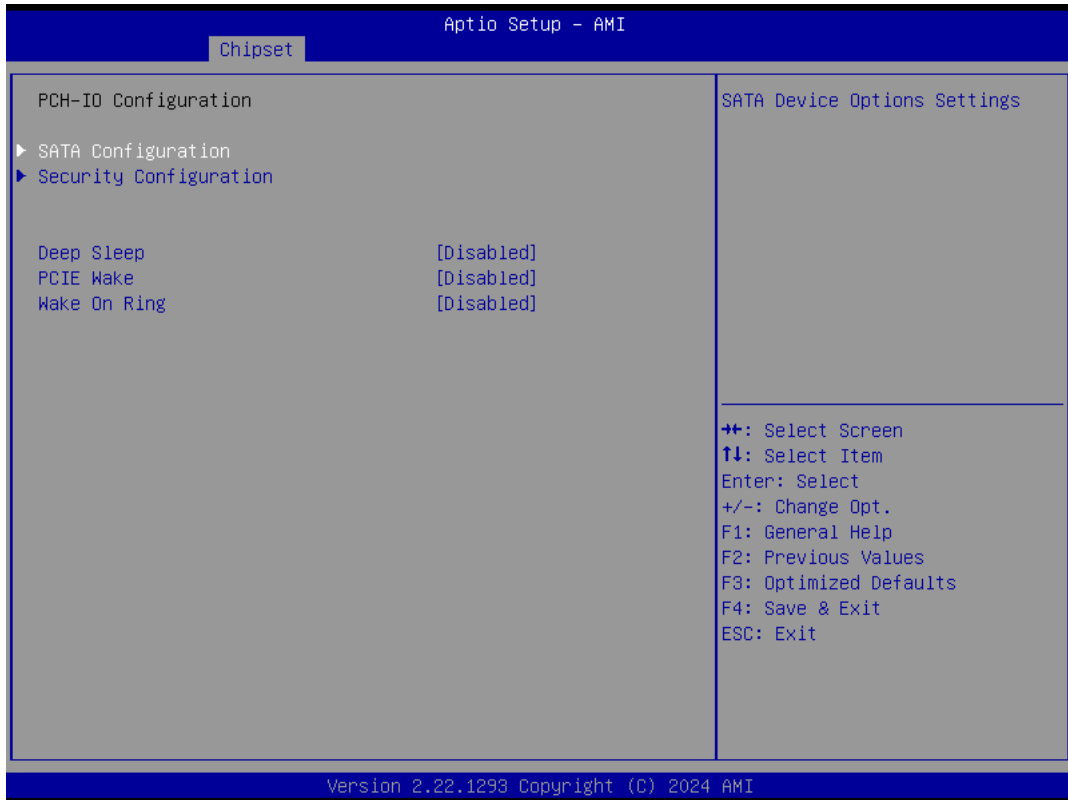 Aptio Setup – AMI
Chipset
PCH-IO Configuration
SATA Configuration
Security Configuration
Deep Sleep [Disabled]
PCIE Wake [Disabled]
Wake On Ring [Disabled]
SATA Device Options Settings
→←: Select Screen
↑↓: Select Item
Enter: Select
+/-: Change Opt.
F1: General Help
F2: Previous Values
F3: Optimized Defaults
F4: Save & Exit
ESC: Exit
Version 2.22.1293 Copyright (C) 2024 AMI